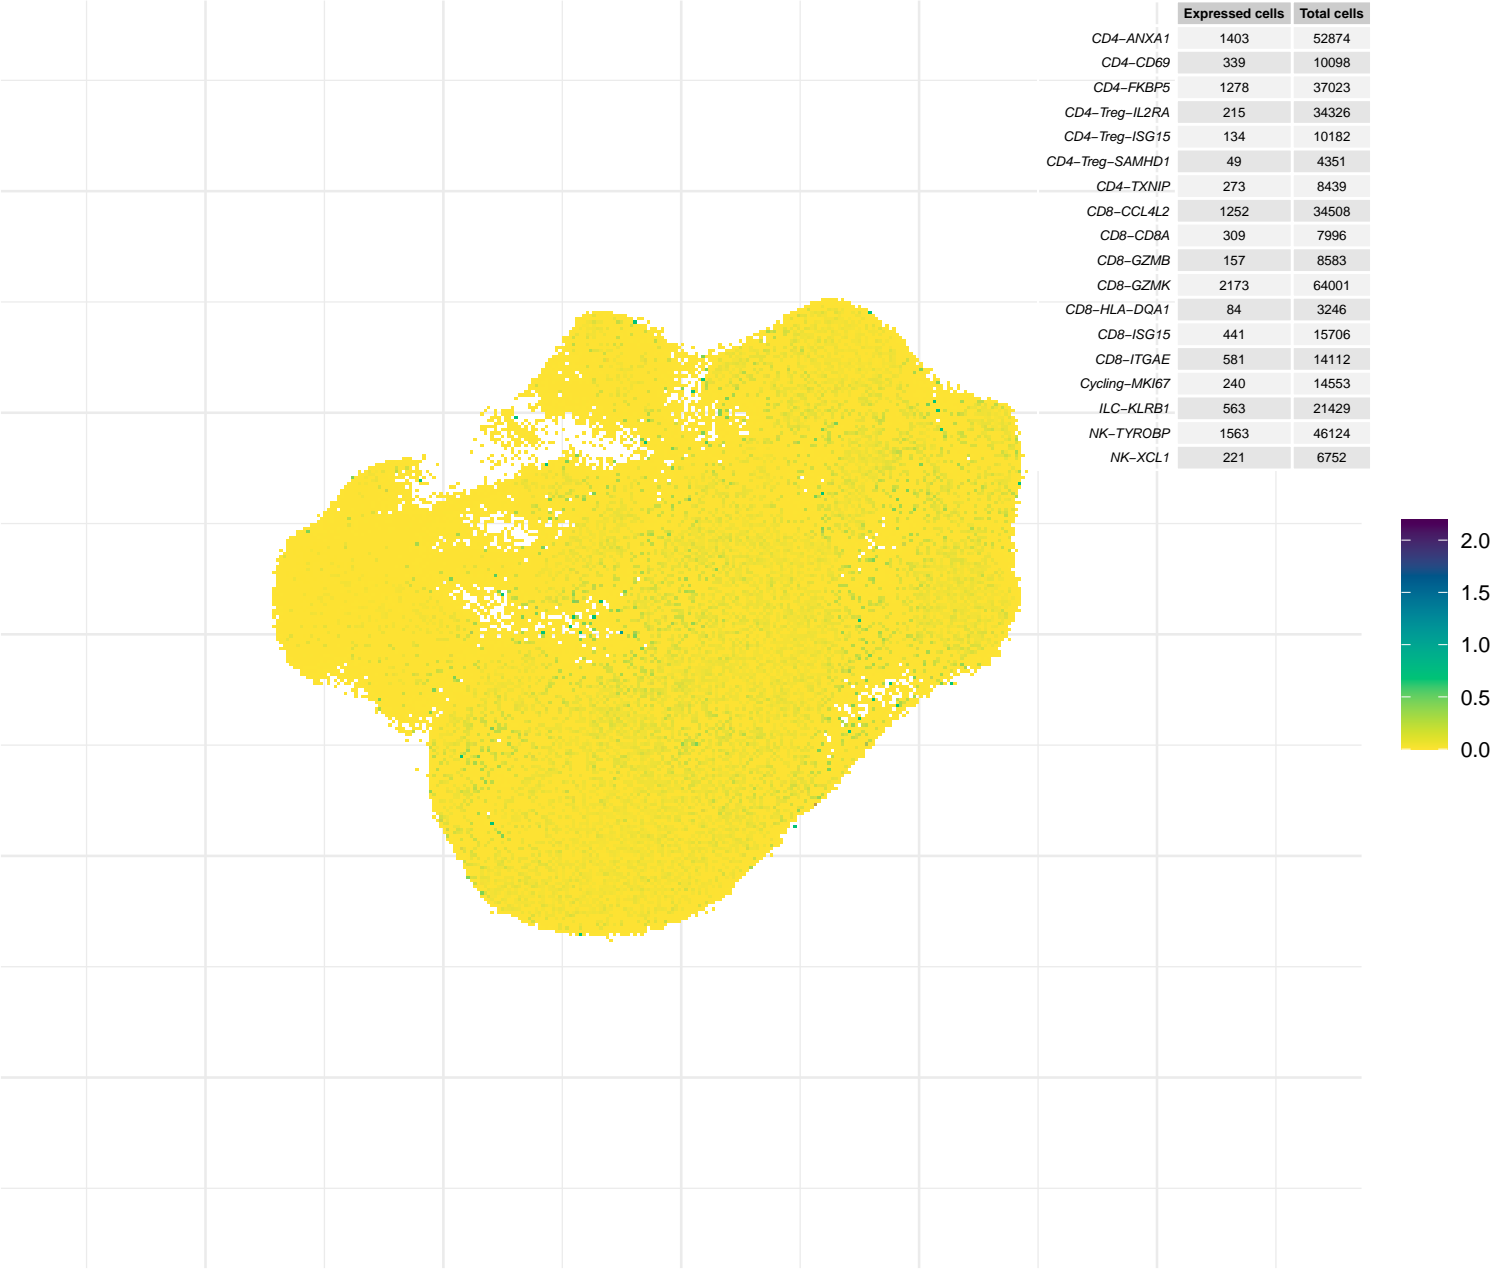 Expressed cells Total cells
CD4−ANXA1 1403 52874
CD4−CD69 339 10098
CD4−FKBP5 1278 37023
CD4−Treg−IL2RA 215 34326
CD4−Treg−ISG15 134 10182
CD4−Treg−SAMHD1 49 4351
CD4−TXNIP 273 8439
CD8−CCL4L2 1252 34508
CD8−CD8A 309 7996
CD8−GZMB 157 8583
CD8−GZMK 2173 64001
CD8−HLA−DQA1 84 3246
CD8−ISG15 441 15706
CD8−ITGAE 581 14112
Cycling−MKI67 240 14553
ILC−KLRB1 563 21429
NK−TYROBP 1563 46124
NK−XCL1 221 6752
2.0
1.5
1.0
0.5
0.0